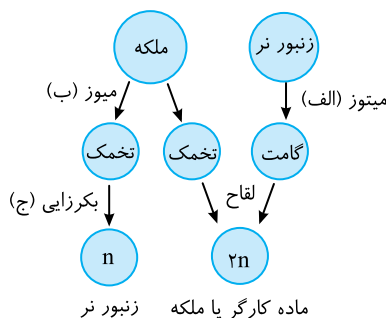 زنبور نر
ملکه
میتوز (الف)
میوز (ب)
گامت
تخمک
تخمک
لقاح
بکرزایی (ج)
۲n
n
ماده کارگر یا ملکه
زنبور نر